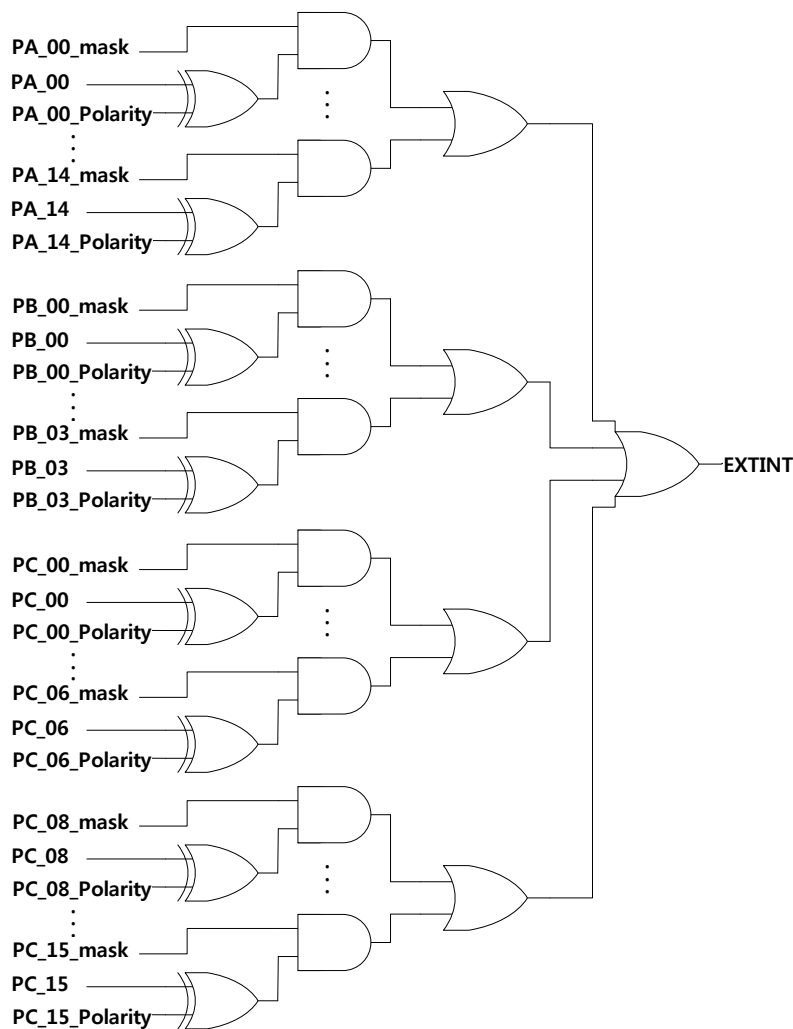 PA_00_mask
PA_00
PA_00_Polarity
PA_14_mask
PA_14
PA_14_Polarity
PB_00_mask
PB_00
PB_00_Polarity
PB_03_mask
PB_03
PB_03_Polarity
EXTINT
PC_00_mask
PC_00
PC_00_Polarity
PC_06_mask
PC_06
PC_06_Polarity
PC_08_mask
PC_08
PC_08_Polarity
PC_15_mask
PC_15
PC_15_Polarity